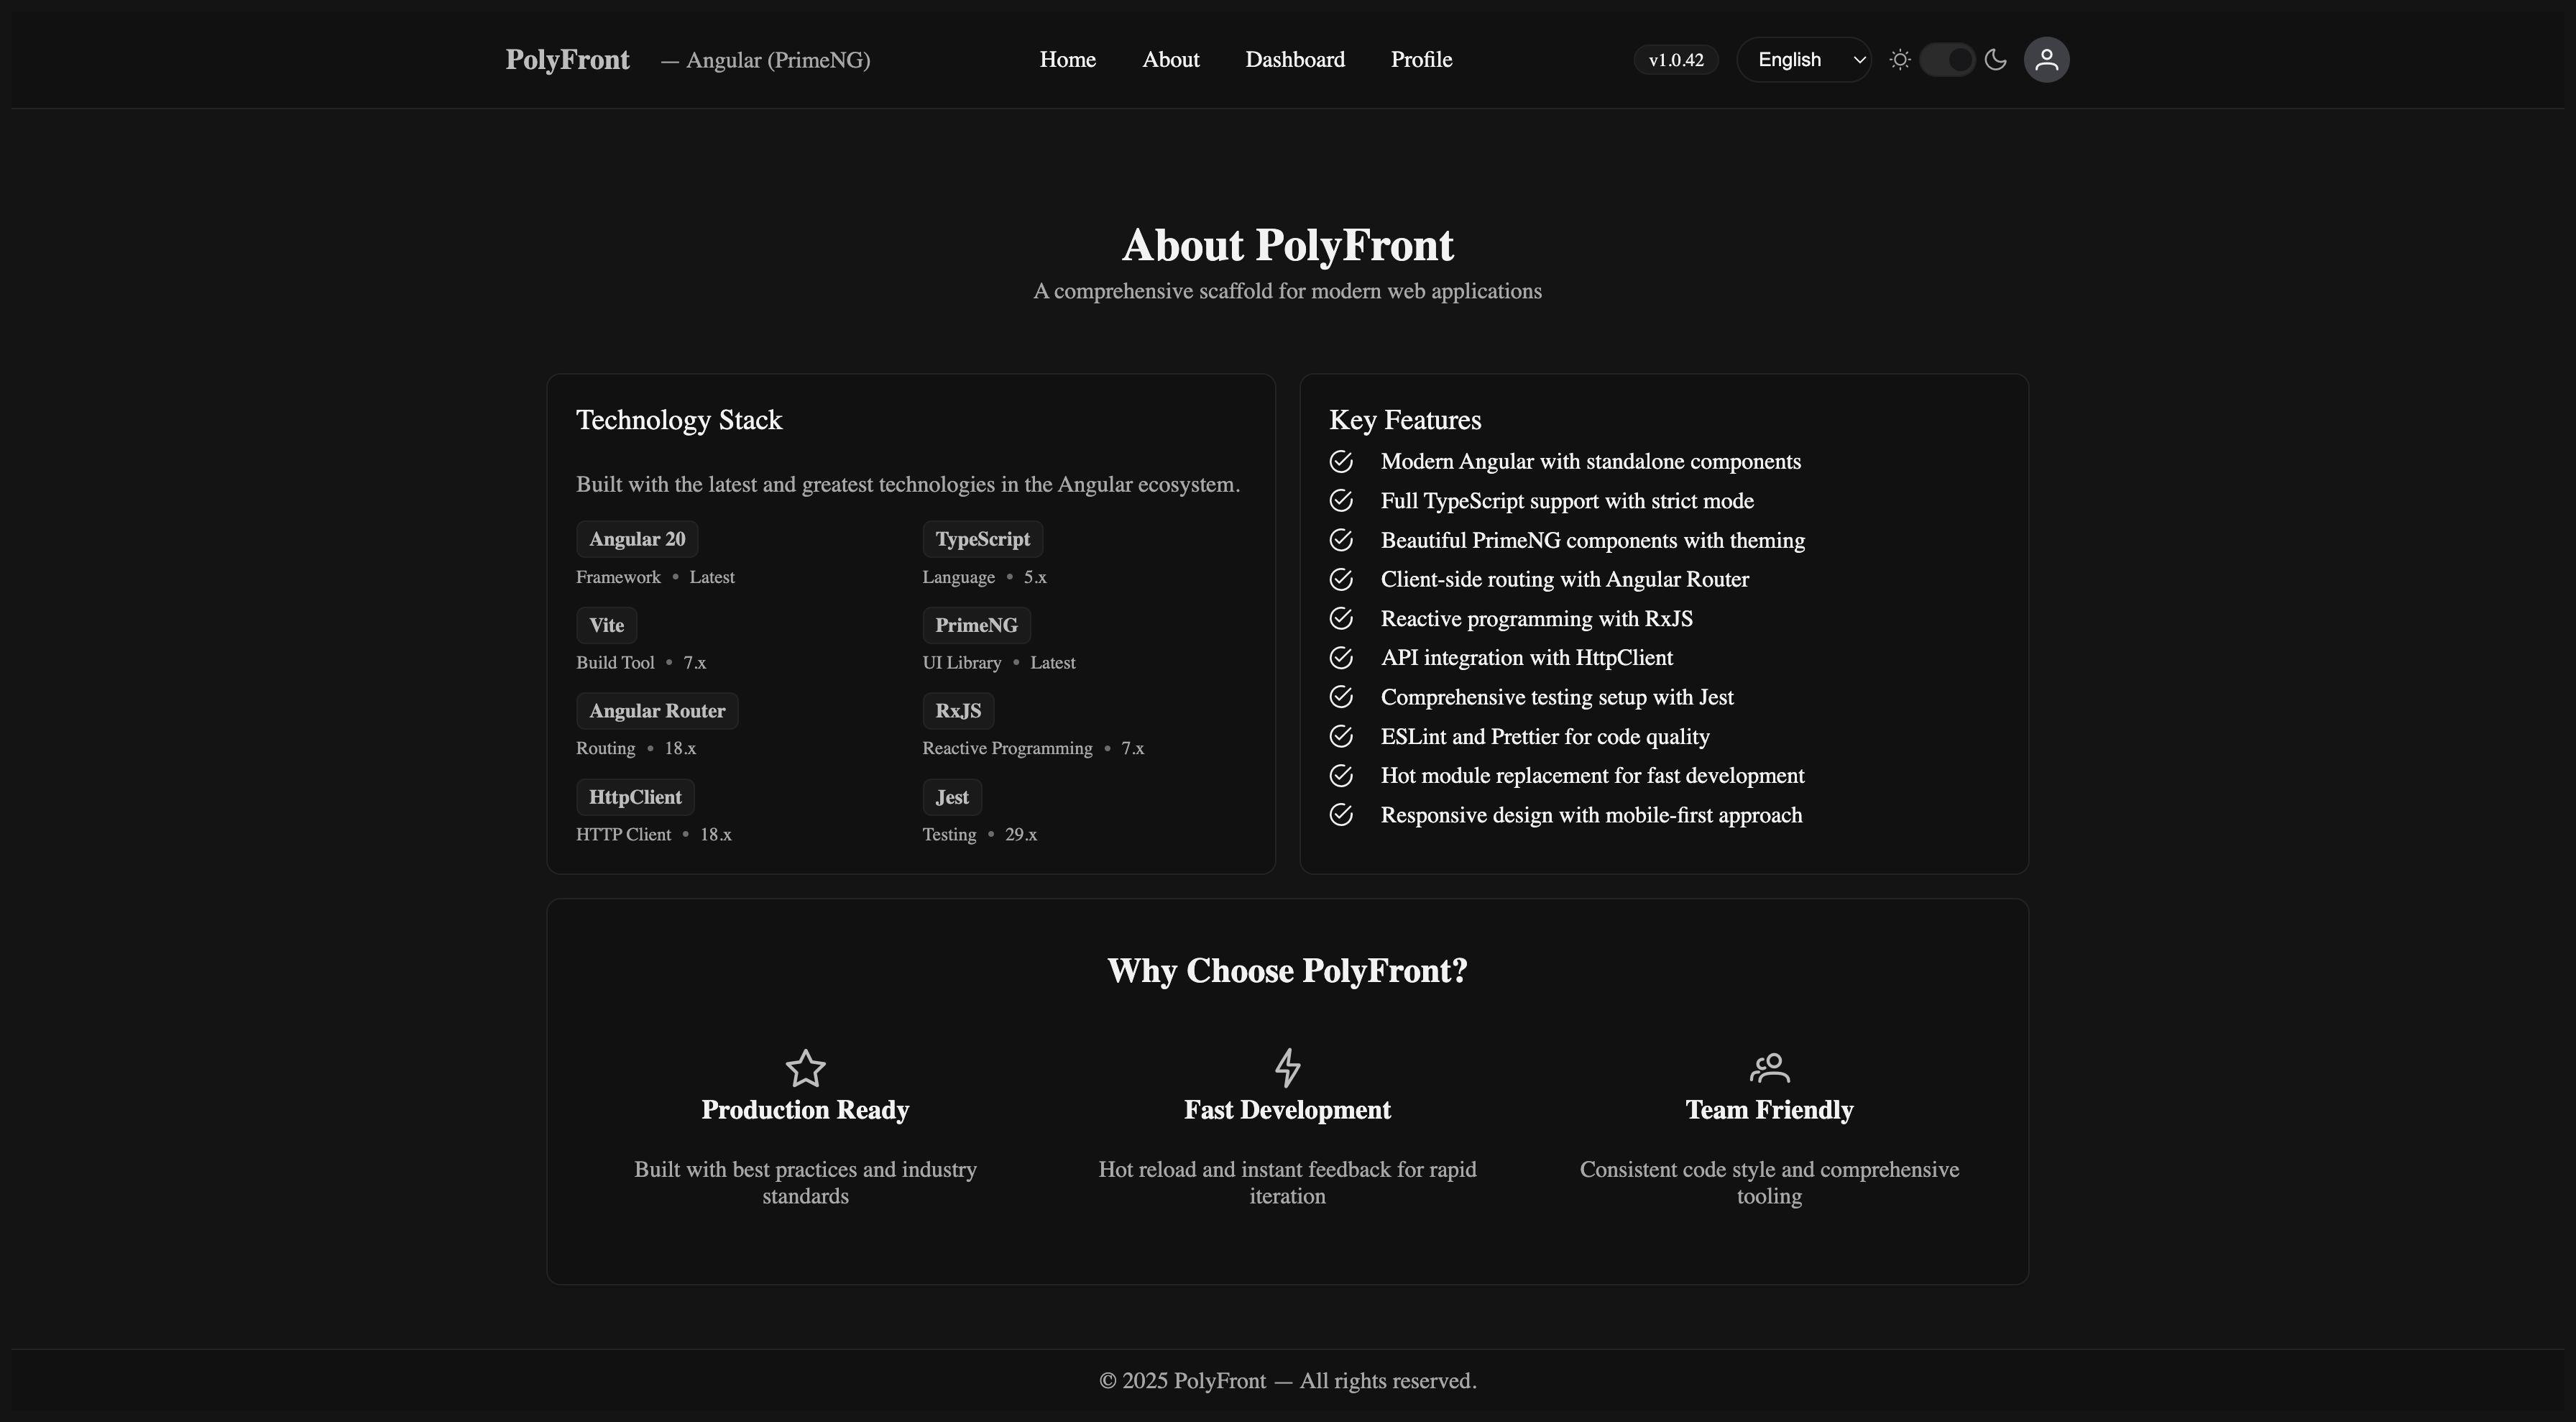 PolyFront — Angular (PrimeNG) Home About Dashboard Profile v1.0.42 English
About PolyFront
A comprehensive scaffold for modern web applications
Technology Stack
Built with the latest and greatest technologies in the Angular ecosystem.
Angular 20
Framework • Latest
TypeScript
Language • 5.x
Vite
Build Tool • 7.x
PrimeNG
UI Library • Latest
Angular Router
Routing • 18.x
RxJS
Reactive Programming • 7.x
HttpClient
HTTP Client • 18.x
Jest
Testing • 29.x
Key Features
Modern Angular with standalone components
Full TypeScript support with strict mode
Beautiful PrimeNG components with theming
Client-side routing with Angular Router
Reactive programming with RxJS
API integration with HttpClient
Comprehensive testing setup with Jest
ESLint and Prettier for code quality
Hot module replacement for fast development
Responsive design with mobile-first approach
Why Choose PolyFront?
Production Ready
Built with best practices and industry
standards
Fast Development
Hot reload and instant feedback for rapid
iteration
Team Friendly
Consistent code style and comprehensive
tooling
© 2025 PolyFront — All rights reserved.